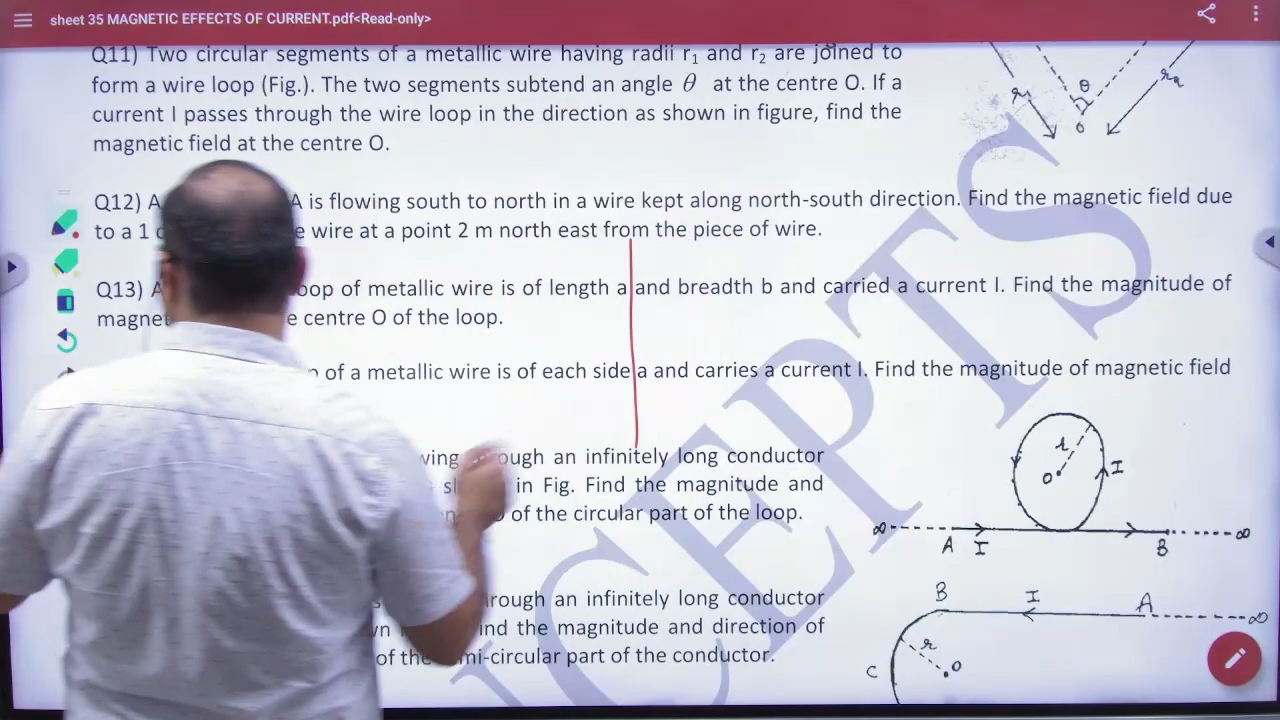 sheet 35 MAGNETIC EFFECTS OF CURRENT.pdf<Read-only>
Q11) Two circular segments of a metallic wire having radii r₁ and r₂ are joined to
form a wire loop (Fig.). The two segments subtend an angle θ at the centre O. If a
current I passes through the wire loop in the direction as shown in figure, find the
magnetic field at the centre O.
r₁ θ r₂
o
Q12) A A is flowing south to north in a wire kept along north-south direction. Find the magnetic field due
to a 1 wire at a point 2 m north east from the piece of wire.
Q13) oop of metallic wire is of length a and breadth b and carried a current I. Find the magnitude of
magnet e centre O of the loop.
of a metallic wire is of each side a and carries a current I. Find the magnitude of magnetic field
wing through an infinitely long conductor
in Fig. Find the magnitude and
of the circular part of the loop.
r
O I
∞ A I B ∞
rough an infinitely long conductor
ind the magnitude and direction of
of the mi-circular part of the conductor.
B I A ∞
r
C O
CEPTS